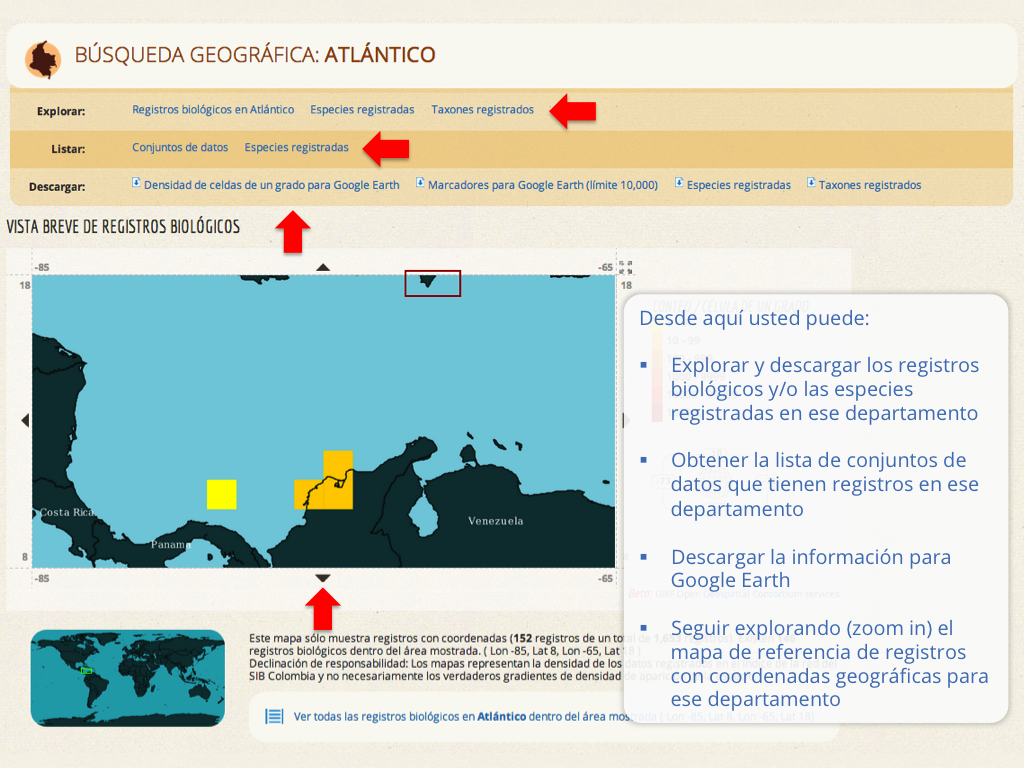 BÚSQUEDA GEOGRÁFICA: ATLÁNTICO
Explorar: Registros biológicos en Atlántico Especies registradas Taxones registrados
Listar: Conjuntos de datos Especies registradas
Descargar: Densidad de celdas de un grado para Google Earth Marcadores para Google Earth (límite 10,000) Especies registradas Taxones registrados
VISTA BREVE DE REGISTROS BIOLÓGICOS
-85 -65
18 18
Costa Rica
Panama
Venezuela
8
-85 -65
Este mapa sólo muestra registros con coordenadas (152 registros de un total
registros biológicos dentro del área mostrada. ( Lon -85, Lat 8, Lon -65, Lat 18 )
Declinación de responsabilidad: Los mapas representan la densidad de los datos registrados
SIB Colombia y no necesariamente los verdaderos gradientes de densidad de
Ver todas las registros biológicos en Atlántico dentro del área mostrada ( Lon -85, Lat 8, Lon -65, Lat 18)
Desde aquí usted puede:
▪ Explorar y descargar los registros
biológicos y/o las especies
registradas en ese departamento
▪ Obtener la lista de conjuntos de
datos que tienen registros en ese
departamento
▪ Descargar la información para
Google Earth
▪ Seguir explorando (zoom in) el
mapa de referencia de registros
con coordenadas geográficas para
ese departamento